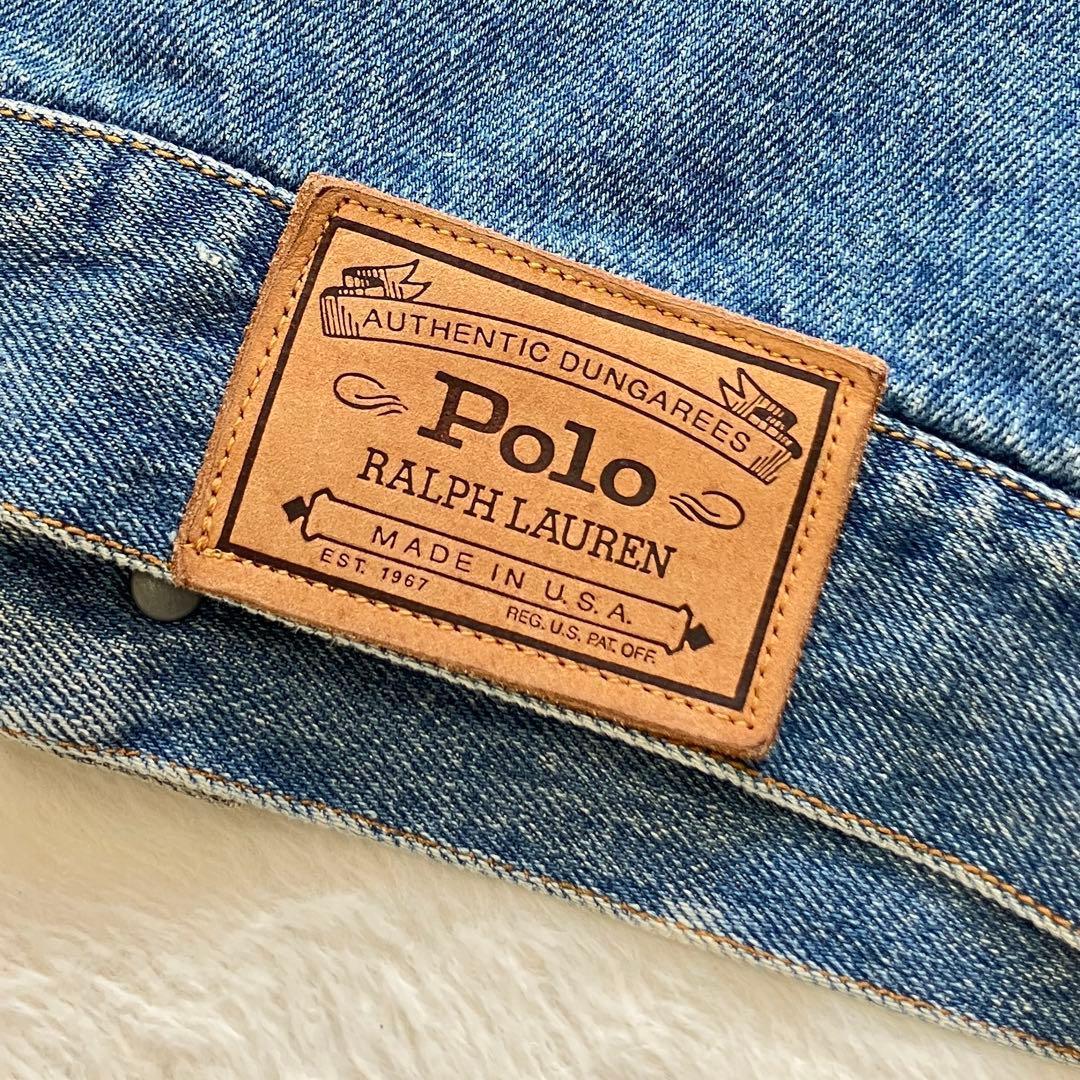 AUTHENTIC DUNGAREES
Polo
RALPH LAUREN
MADE IN U.S.A.
EST. 1967
REG. U.S. PAT. OFF.